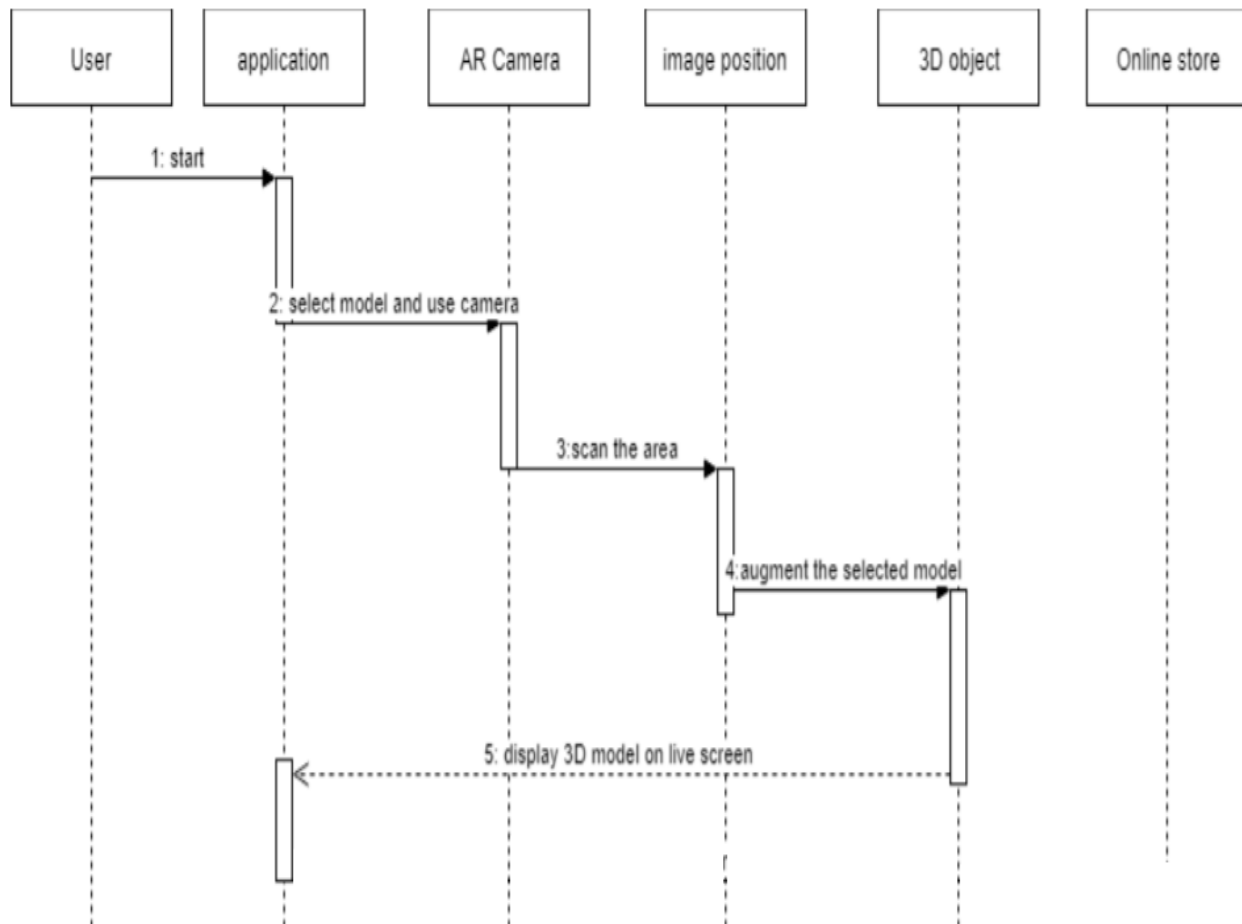 User
application
AR Camera
image position
3D object
Online store
1: start
2: select model and use camera
3:scan the area
4:augment the selected model
5: display 3D model on live screen